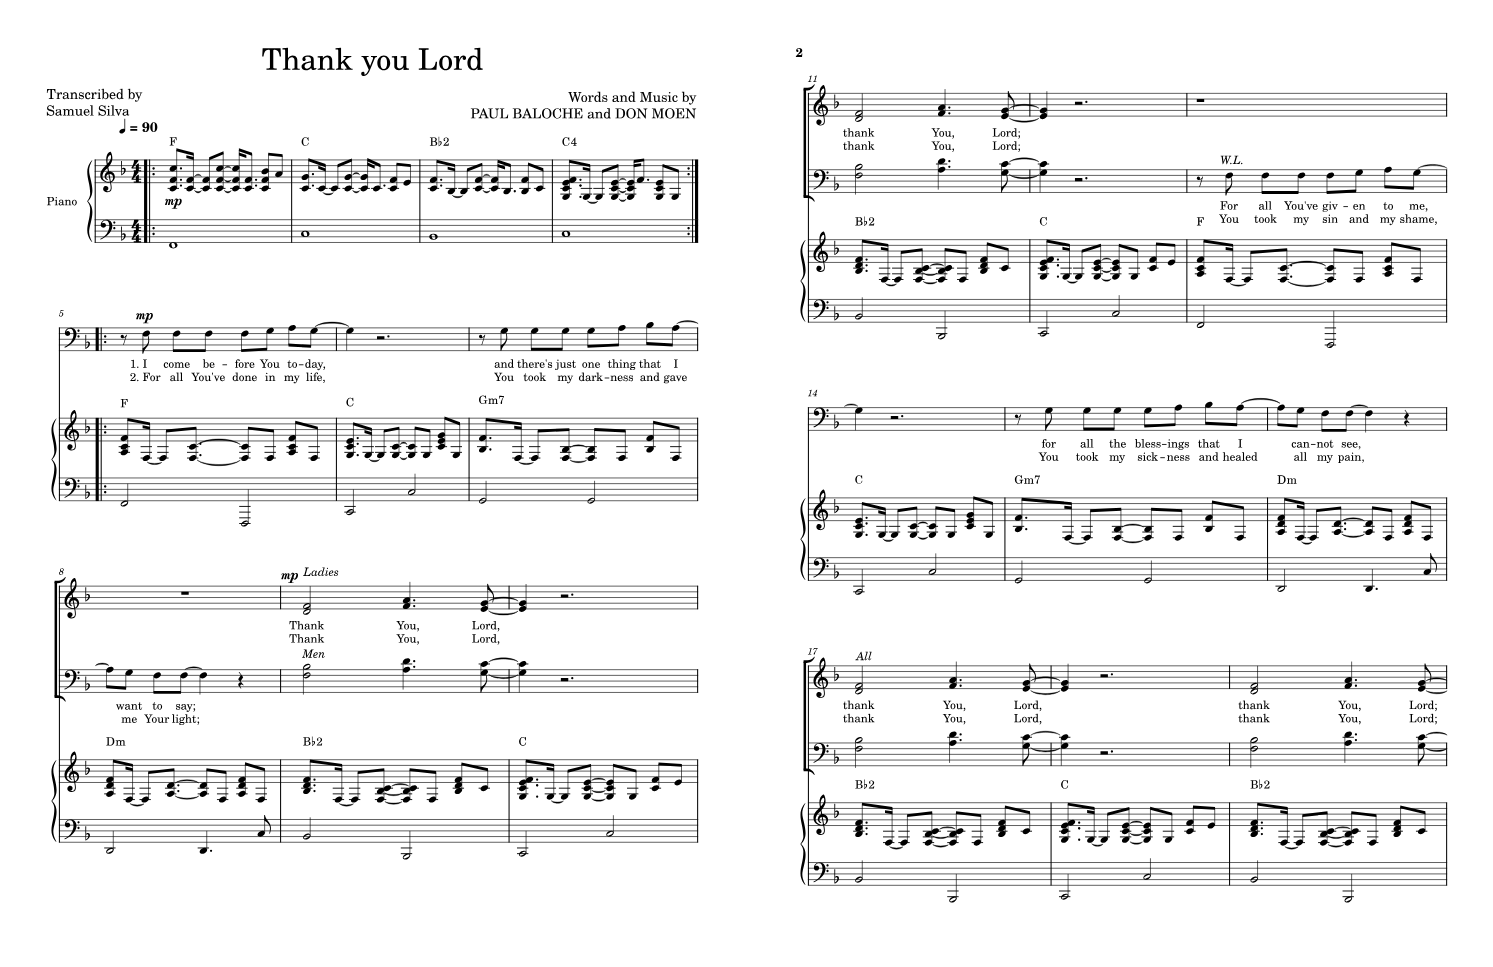 Thank you Lord
Transcribed by
Samuel Silva
Words and Music by
PAUL BALOCHE and DON MOEN
= 90
F C B♭2 C4
Piano
mp
5
mp
1. I come be – fore You to–day, and there's just one thing that I
2. For all You've done in my life, You took my dark–ness and gave
F C Gm7
8
mp Ladies
Thank You, Lord,
Thank You, Lord,
Men
want to say;
me Your light;
Dm B♭2 C
2
11
thank You, Lord;
thank You, Lord;
W.L.
For all You've giv – en to me,
You took my sin and my shame,
B♭2 C F
14
for all the bless–ings that I can–not see,
You took my sick–ness and healed all my pain,
C Gm7 Dm
17
All
thank You, Lord, thank You, Lord;
thank You, Lord, thank You, Lord;
B♭2 C B♭2